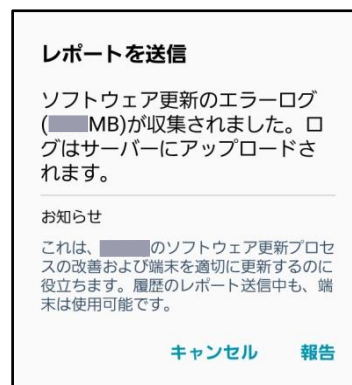 レポートを送信
ソフトウェア更新のエラーログ
(MB)が収集されました。ロ
グはサーバーにアップロードさ
れます。
お知らせ
これは、のソフトウェア更新プロセ
スの改善および端末を適切に更新するのに
役立ちます。履歴のレポート送信中も、端
末は使用可能です。
キャンセル 報告